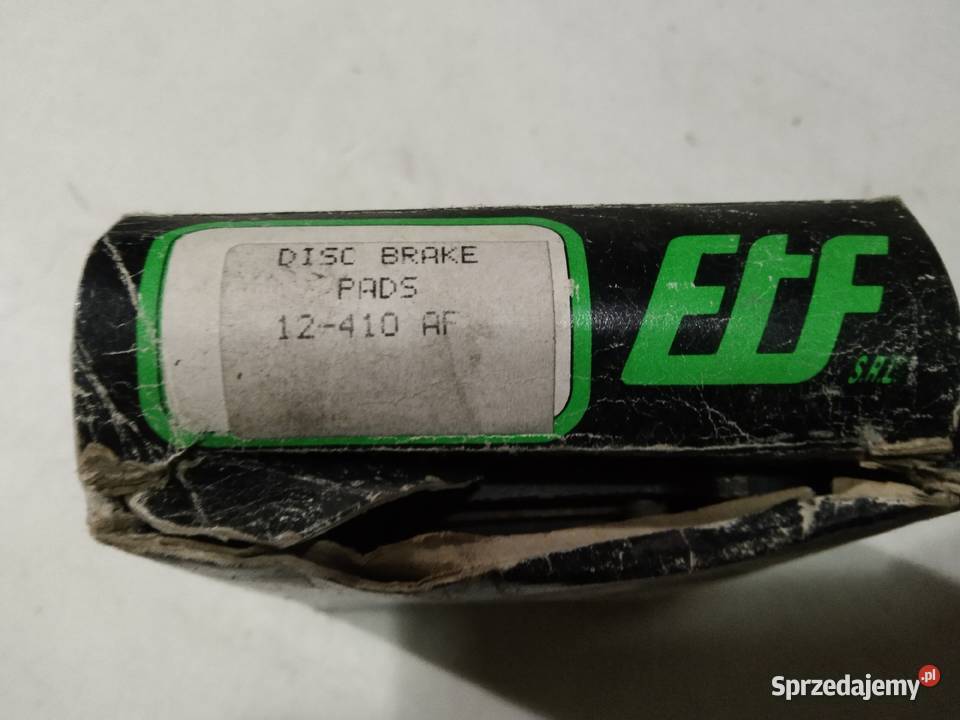 DISC BRAKE
PADS
12-410 AF
EtF
S.R.L
Sprzedajemy.pl